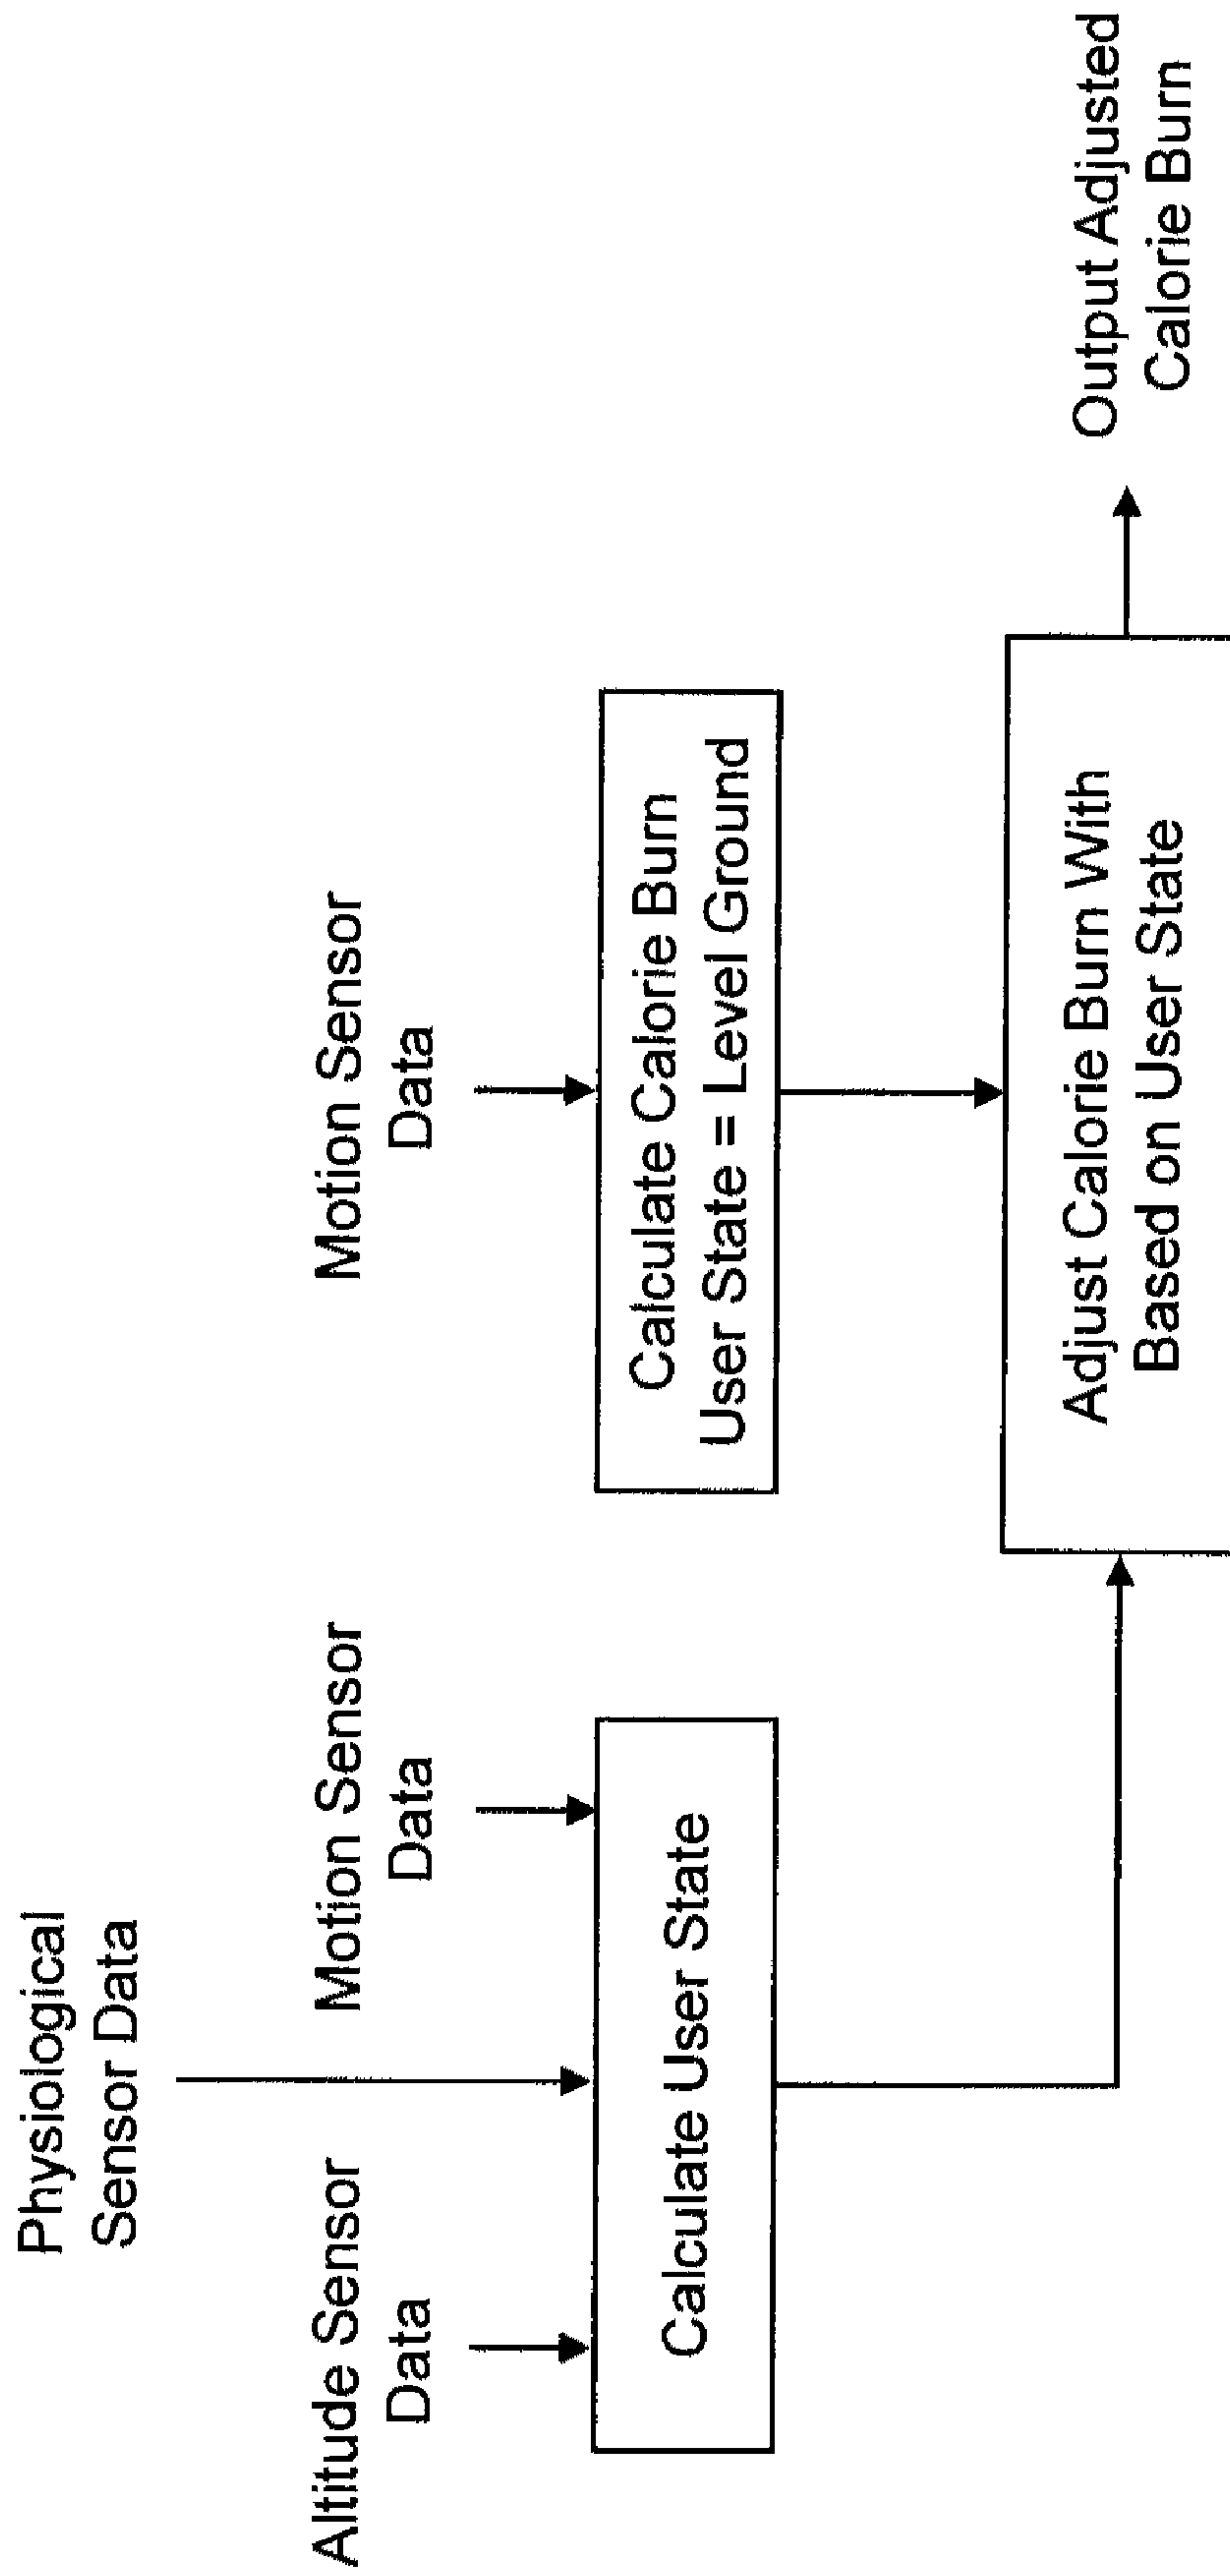 Physiological
Sensor Data
Altitude Sensor
Data
Motion Sensor
Data
Motion Sensor
Data
Calculate User State
Calculate Calorie Burn
User State = Level Ground
Adjust Calorie Burn With
Based on User State
Output Adjusted
Calorie Burn